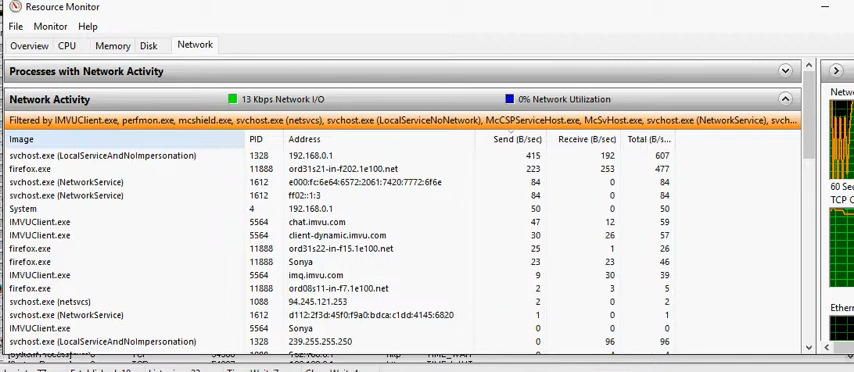 Resource Monitor
File Monitor Help
Overview CPU Memory Disk Network
Processes with Network Activity
Network Activity 13 Kbps Network I/O 0% Network Utilization
Filtered by IMVUClient.exe, perfmon.exe, mcshield.exe, svchost.exe (netsvcs), svchost.exe (LocalServiceNoNetwork), McCSPServiceHost.exe, McSvHost.exe, svchost.exe (NetworkService), svch...
Image PID Address Send (B/sec) Receive (B/sec) Total (B/s...
svchost.exe (LocalServiceAndNoImpersonation) 1328 192.168.0.1 415 192 607
firefox.exe 11888 ord31s21-in-f202.1e100.net 223 253 477
svchost.exe (NetworkService) 1612 e000:fc:6e64:6572:2061:7420:7772:6f6e 84 0 84
svchost.exe (NetworkService) 1612 ff02::1:3 84 0 84
System 4 192.168.0.1 50 0 50
IMVUClient.exe 5564 chat.imvu.com 47 12 59
IMVUClient.exe 5564 client-dynamic.imvu.com 30 26 57
firefox.exe 11888 ord31s22-in-f15.1e100.net 25 1 26
firefox.exe 11888 Sonya 23 23 46
IMVUClient.exe 5564 imq.imvu.com 9 30 39
firefox.exe 11888 ord08s11-in-f7.1e100.net 2 3 5
svchost.exe (netsvcs) 1088 94.245.121.253 2 0 2
svchost.exe (NetworkService) 1612 d112:2f3d:45f0:f9a0:bdca:c1dd:4145:6820 1 0 1
IMVUClient.exe 5564 Sonya 0 0 0
svchost.exe (LocalServiceAndNoImpersonation) 1328 239.255.255.250 0 96 96
Netwo
60 Sec
TCP C
Ethern